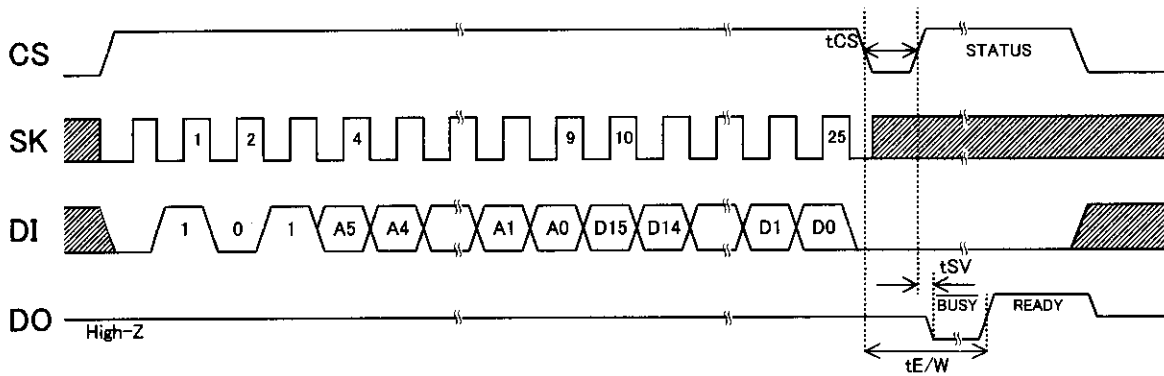 CS tCS STATUS
SK 1 2 4 9 10 25
DI 1 0 1 A5 A4 A1 A0 D15 D14 D1 D0
tSV
DO BUSY READY
High-Z
tE/W